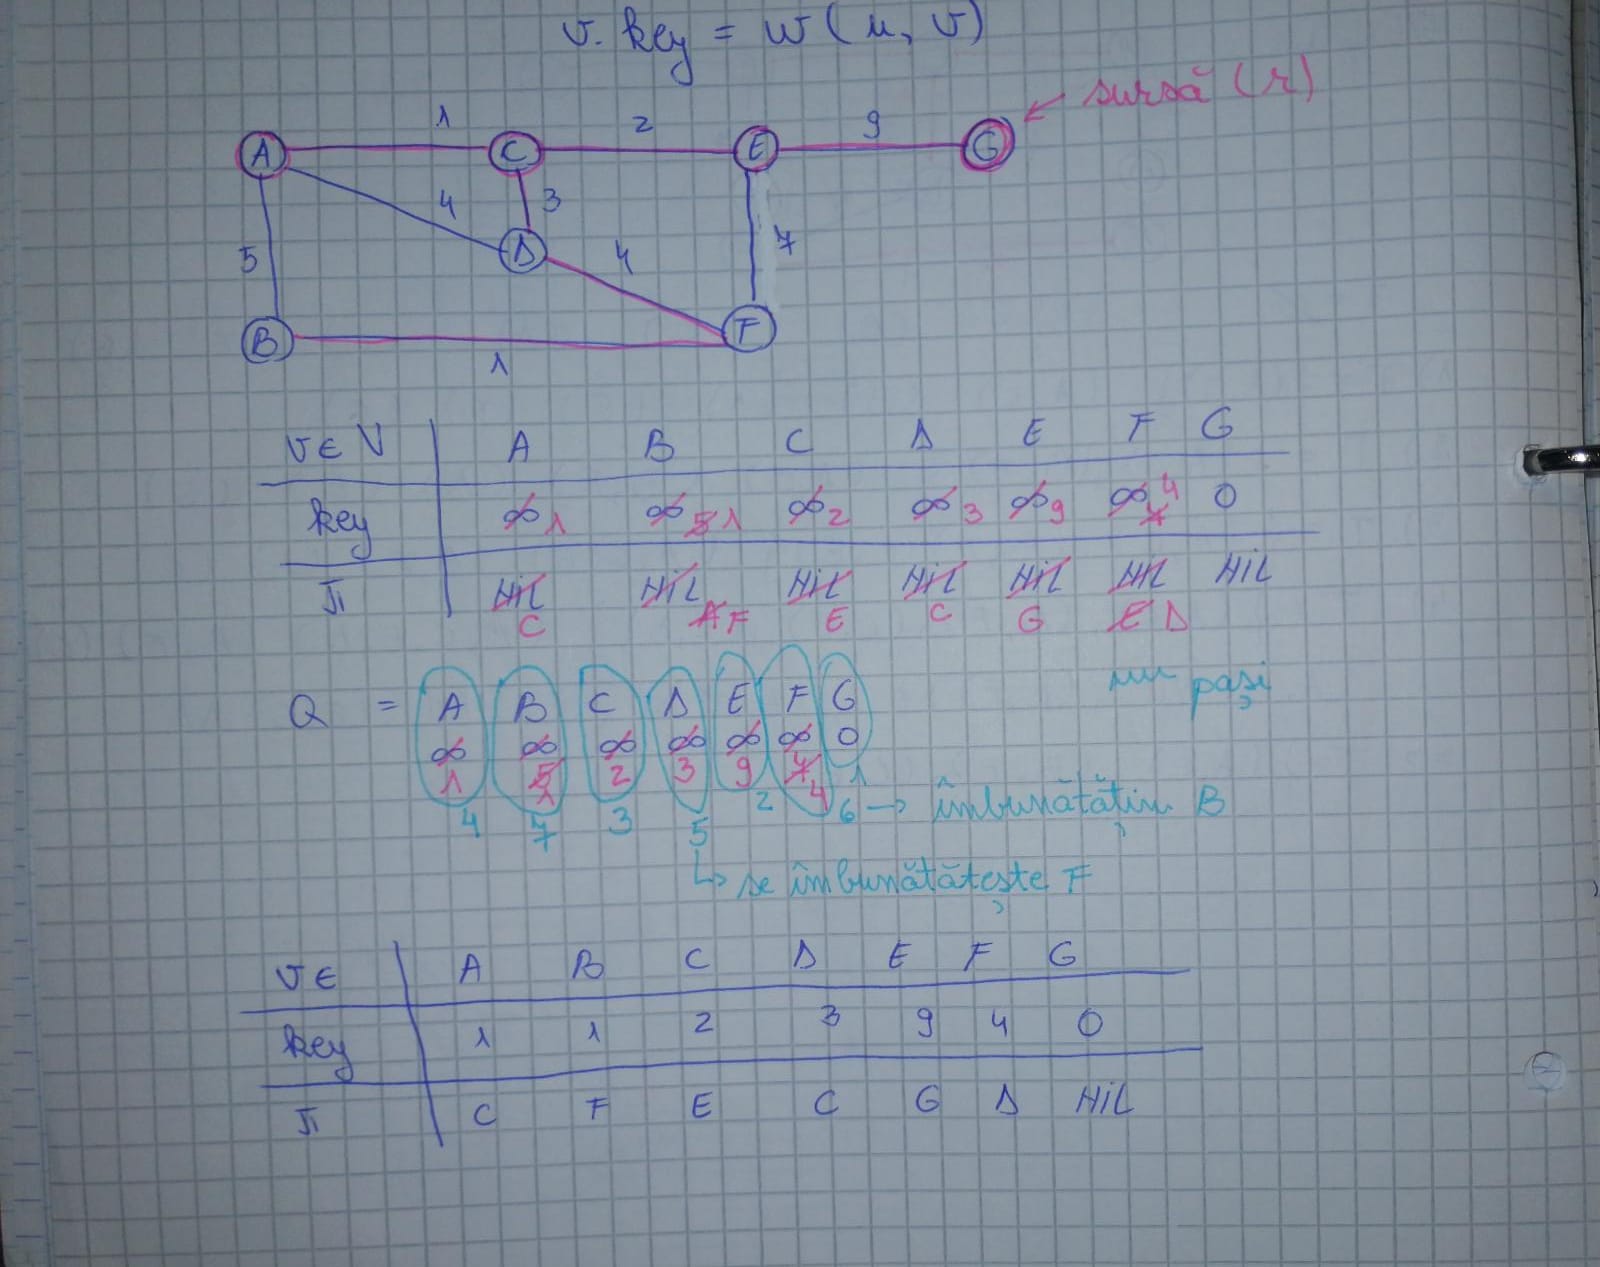 v. key = w(u, v)
sursă (r)
1 2 9
A C E G
4 3
5 D 4 7
B F
1
v ∈ V A B C D E F G
key ∞ 1 ∞ 5 1 ∞ 2 ∞ 3 ∞ 9 ∞ 7 4 0
π NiL NiL NiL NiL NiL NiL NiL
C A F E C G E D
nr pași
Q = A B C D E F G
∞ ∞ ∞ ∞ ∞ ∞ 0
1 5 2 3 9 7 1
1 4
4 7 3 5 2 6 → îmbunătățim B
↳ se îmbunătățește F
v ∈ A B C D E F G
key 1 1 2 3 9 4 0
π C F E C G D NiL